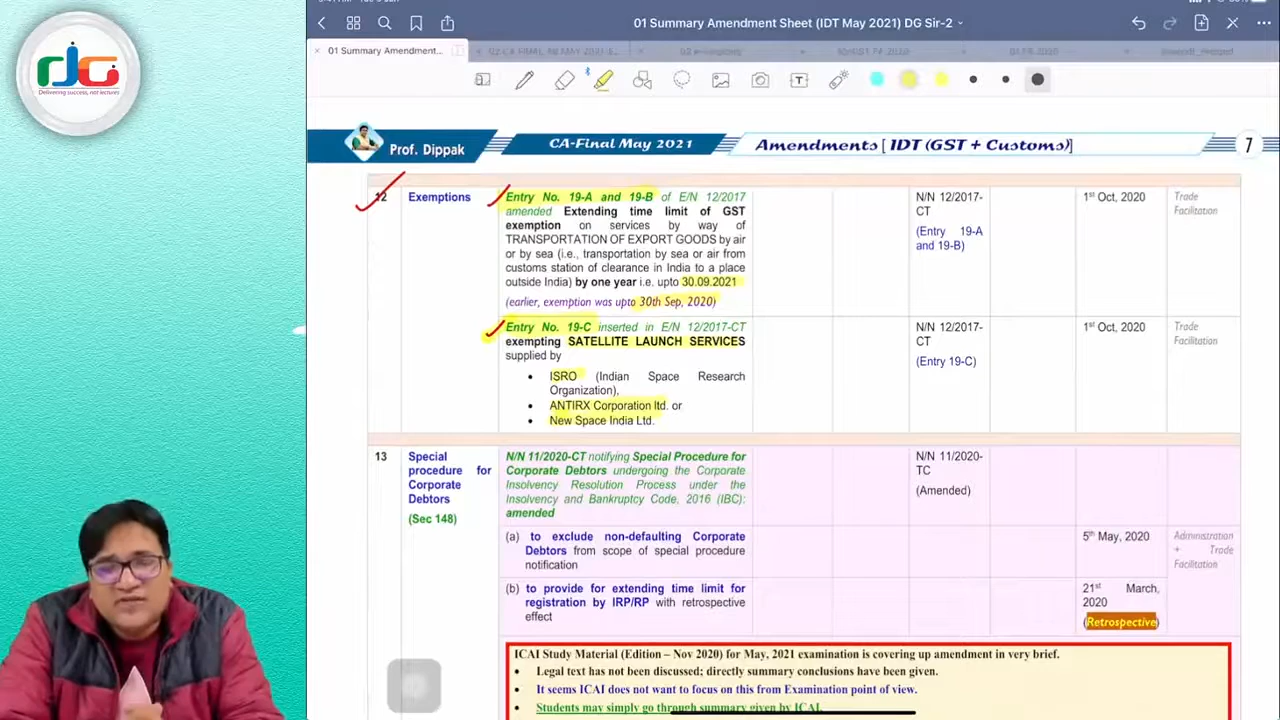 Delivering success, not lectures
01 Summary Amendment Sheet (IDT May 2021) DG Sir-2
01 Summary Amendment...
Prof. Dippak
CA-Final May 2021
Amendments [ IDT (GST + Customs)]
7
12
Exemptions
Entry No. 19-A and 19-B of E/N 12/2017
amended Extending time limit of GST
exemption on services by way of
TRANSPORTATION OF EXPORT GOODS by air
or by sea (i.e., transportation by sea or air from
customs station of clearance in India to a place
outside India) by one year i.e. upto 30.09.2021
(earlier, exemption was upto 30th Sep, 2020)
N/N 12/2017-
CT
(Entry 19-A
and 19-B)
1st Oct, 2020
Trade
Facilitation
Entry No. 19-C inserted in E/N 12/2017-CT
exempting SATELLITE LAUNCH SERVICES
supplied by
• ISRO (Indian Space Research
Organization),
• ANTIRX Corporation ltd. or
• New Space India Ltd.
N/N 12/2017-
CT
(Entry 19-C)
1st Oct, 2020
Trade
Facilitation
13
Special
procedure for
Corporate
Debtors
(Sec 148)
N/N 11/2020-CT notifying Special Procedure for
Corporate Debtors undergoing the Corporate
Insolvency Resolution Process under the
Insolvency and Bankruptcy Code, 2016 (IBC):
amended
N/N 11/2020-
TC
(Amended)
(a) to exclude non-defaulting Corporate
Debtors from scope of special procedure
notification
5th May, 2020
Administration
+ Trade
Facilitation
(b) to provide for extending time limit for
registration by IRP/RP with retrospective
effect
21st March,
2020
(Retrospective)
ICAI Study Material (Edition – Nov 2020) for May, 2021 examination is covering up amendment in very brief.
• Legal text has not been discussed; directly summary conclusions have been given.
• It seems ICAI does not want to focus on this from Examination point of view.
• Students may simply go through summary given by ICAI.